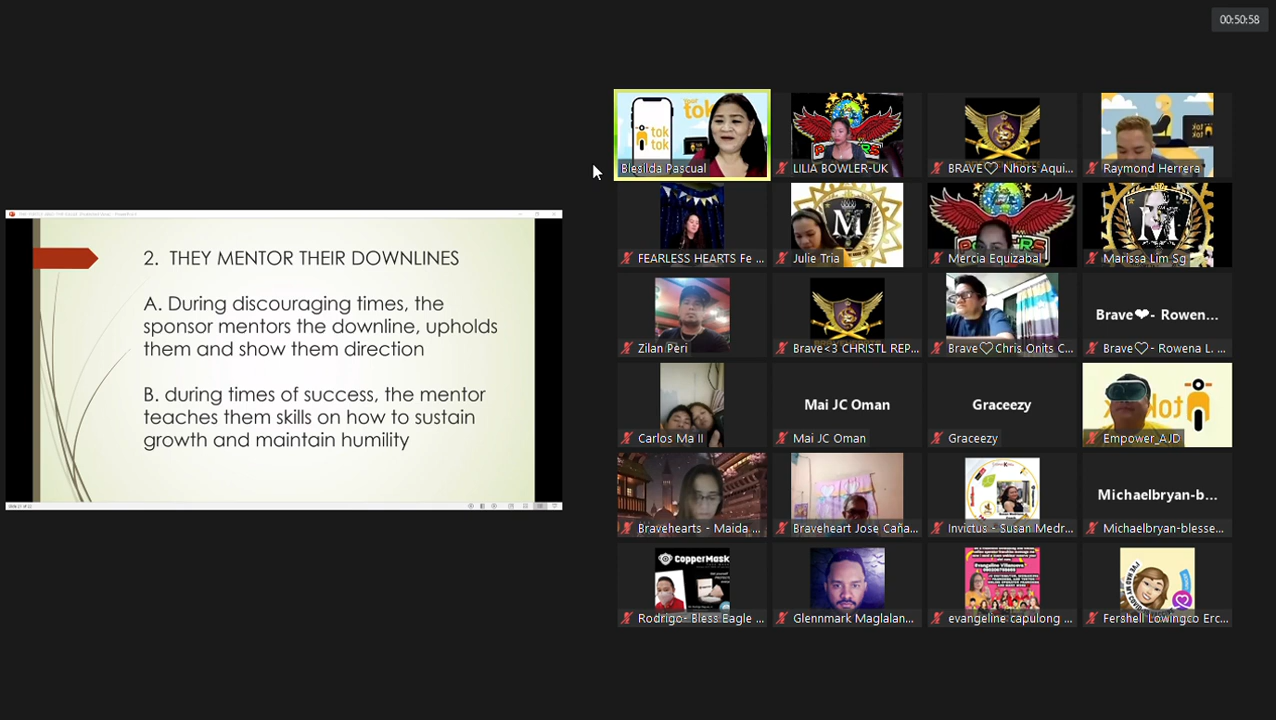 00:50:58
2. THEY MENTOR THEIR DOWNLINES
A. During discouraging times, the
sponsor mentors the downline, upholds
them and show them direction
B. during times of success, the mentor
teaches them skills on how to sustain
growth and maintain humility
tok
tok
tok
Blesilda Pascual
LILIA BOWLER-UK
BRAVE♡ Nhors Aqui...
Raymond Herrera
FEARLESS HEARTS Fe ...
M
Julie Tria
Mercia Equizabal
M
Marissa Lim Sg
Zilan Peri
Brave<3 CHRISTL REP...
Brave♡Chris Onits C...
Brave❤- Rowen...
Brave♡- Rowena L. ...
Carlos Ma II
Mai JC Oman
Mai JC Oman
Graceezy
Graceezy
Empower_AJD
Bravehearts - Maida ...
Braveheart Jose Caña...
Invictus - Susan Medr...
Michaelbryan-b...
Michaelbryan-blesse...
COPPERMASK
Rodrigo- Bless Eagle ...
Glennmark Maglalan...
Evangeline Villanueva
evangeline capulong ...
Fershell Lowingco Erc...